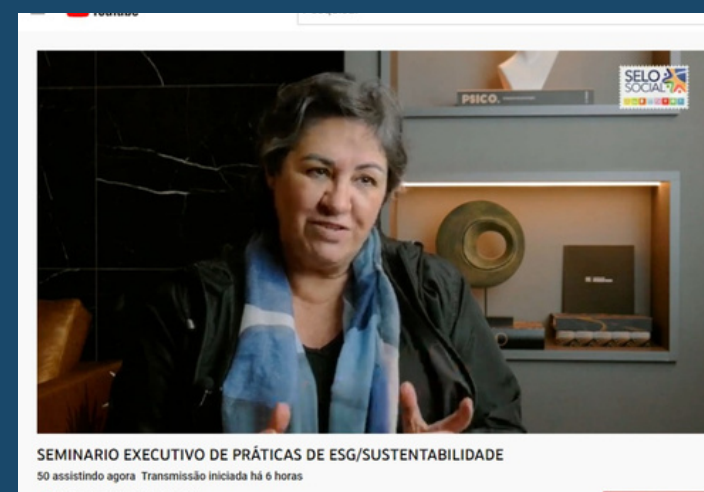 YouTube
PSICO.
SELO
SOCIAL
SEMINARIO EXECUTIVO DE PRÁTICAS DE ESG/SUSTENTABILIDADE
50 assistindo agora Transmissão iniciada há 6 horas